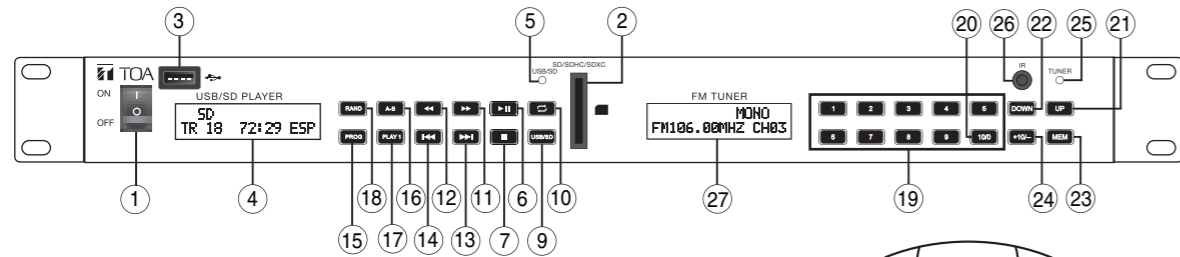 3
5
2
20
22
26
25
21
TOA
USB/SD
SD/SDHC/SDXC
IR
TUNER
ON
OFF
I
O
USB/SD PLAYER
SD
TR 18 72:29 ESP
RAND
A-B
PROG
PLAY 1
USB/SD
FM TUNER
MONO
FM106.00MHZ CH03
1
2
3
4
5
DOWN
UP
6
7
8
9
10/0
+10/--
MEM
1
4
18
16
12
11
6
10
15
17
14
13
7
9
27
19
24
23